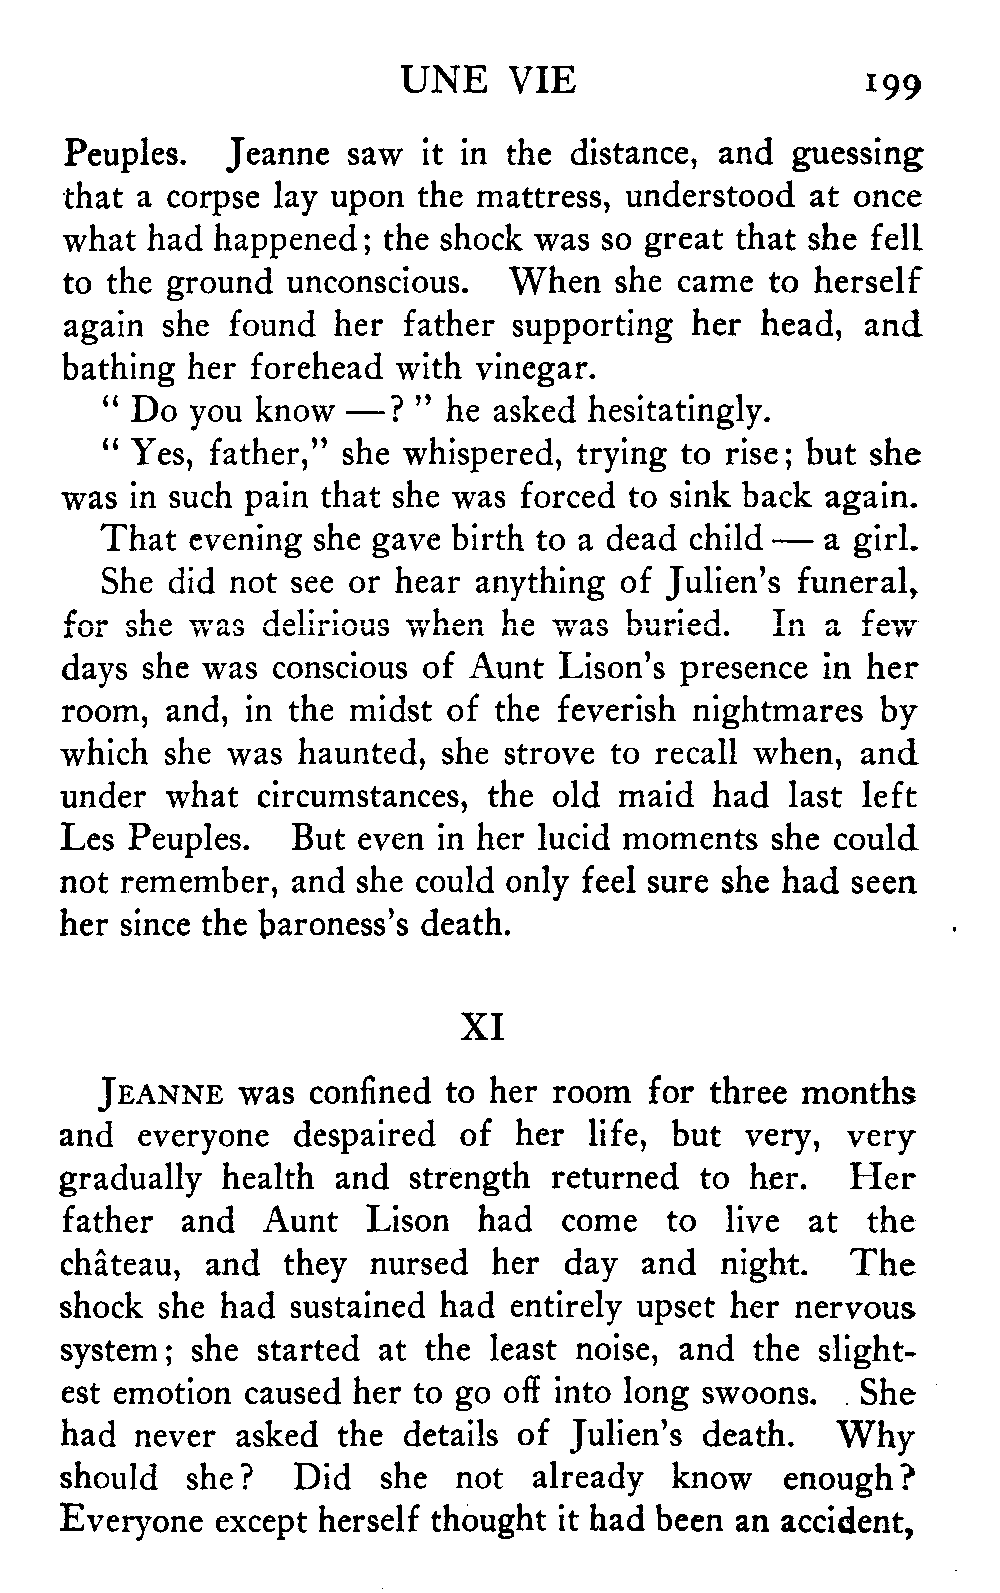 UNE VIE 199
Peuples. Jeanne saw it in the distance, and guessing
that a corpse lay upon the mattress, understood at once
what had happened; the shock was so great that she fell
to the ground unconscious. When she came to herself
again she found her father supporting her head, and
bathing her forehead with vinegar.
“ Do you know —? ” he asked hesitatingly.
“ Yes, father,” she whispered, trying to rise; but she
was in such pain that she was forced to sink back again.
That evening she gave birth to a dead child — a girl.
She did not see or hear anything of Julien's funeral,
for she was delirious when he was buried. In a few
days she was conscious of Aunt Lison's presence in her
room, and, in the midst of the feverish nightmares by
which she was haunted, she strove to recall when, and
under what circumstances, the old maid had last left
Les Peuples. But even in her lucid moments she could
not remember, and she could only feel sure she had seen
her since the baroness's death.
XI
JEANNE was confined to her room for three months
and everyone despaired of her life, but very, very
gradually health and strength returned to her. Her
father and Aunt Lison had come to live at the
château, and they nursed her day and night. The
shock she had sustained had entirely upset her nervous
system; she started at the least noise, and the slight-
est emotion caused her to go off into long swoons. She
had never asked the details of Julien's death. Why
should she? Did she not already know enough?
Everyone except herself thought it had been an accident,